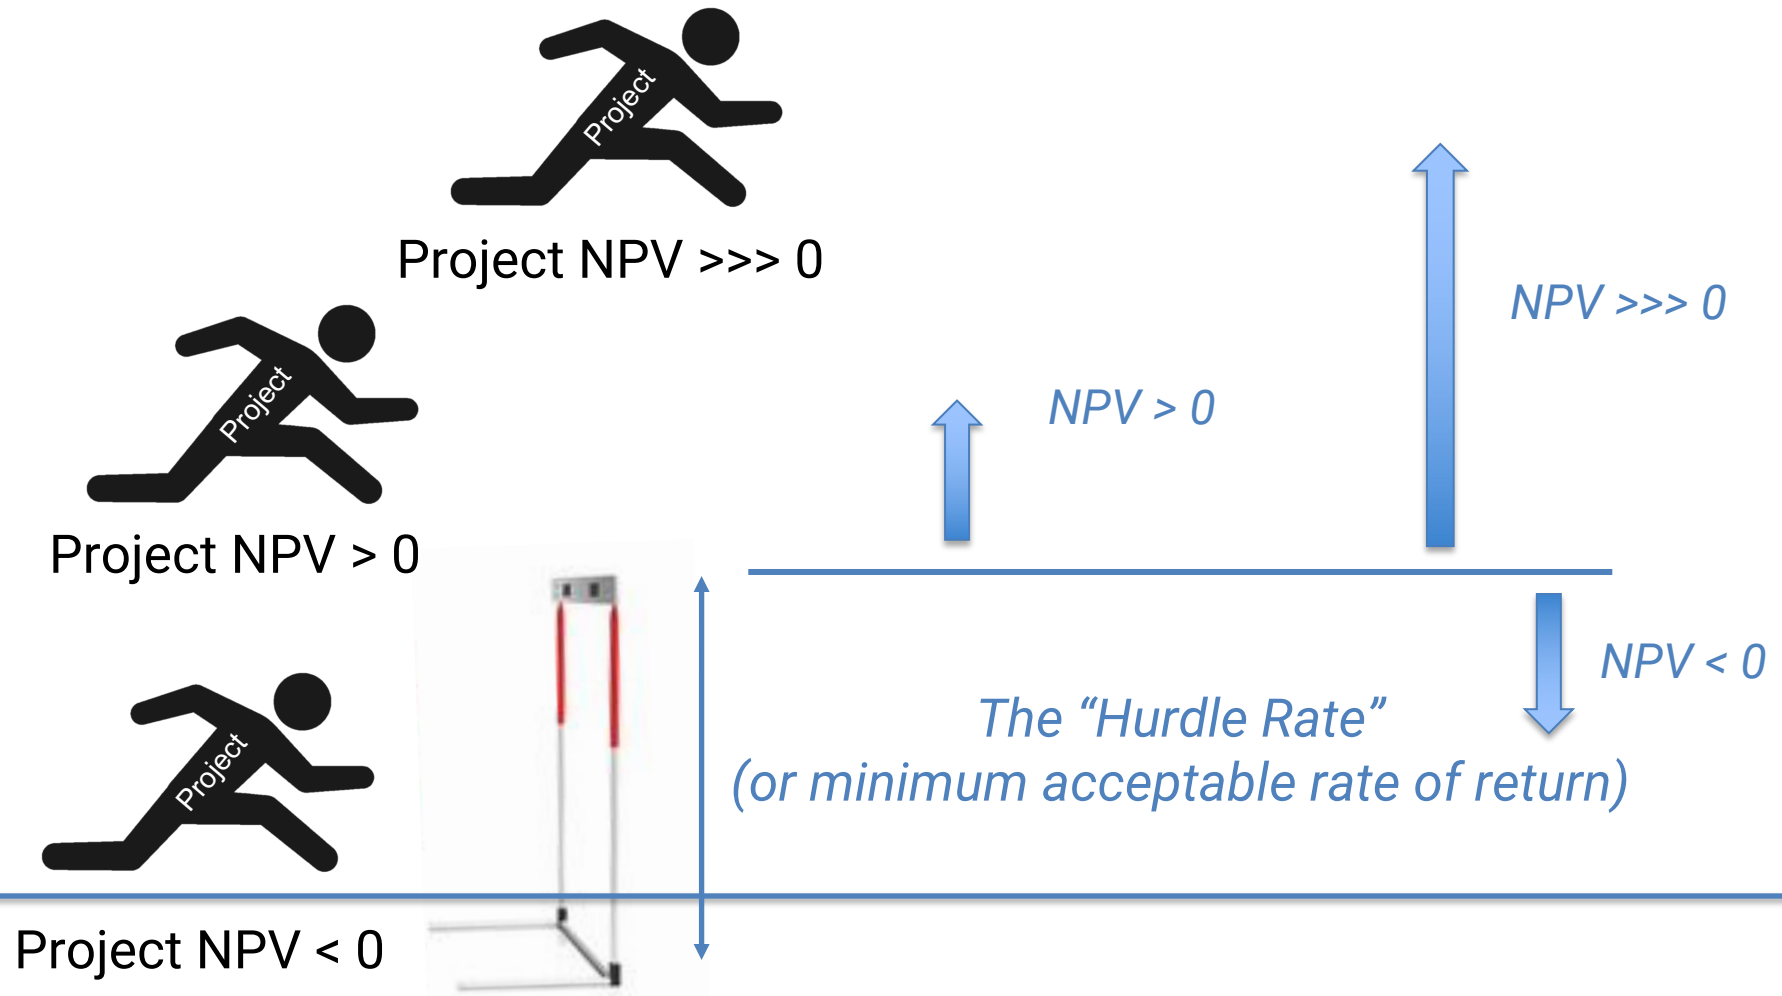 Project
Project NPV >>> 0
NPV >>> 0
Project
NPV > 0
Project NPV > 0
NPV < 0
Project
The “Hurdle Rate”
(or minimum acceptable rate of return)
Project NPV < 0